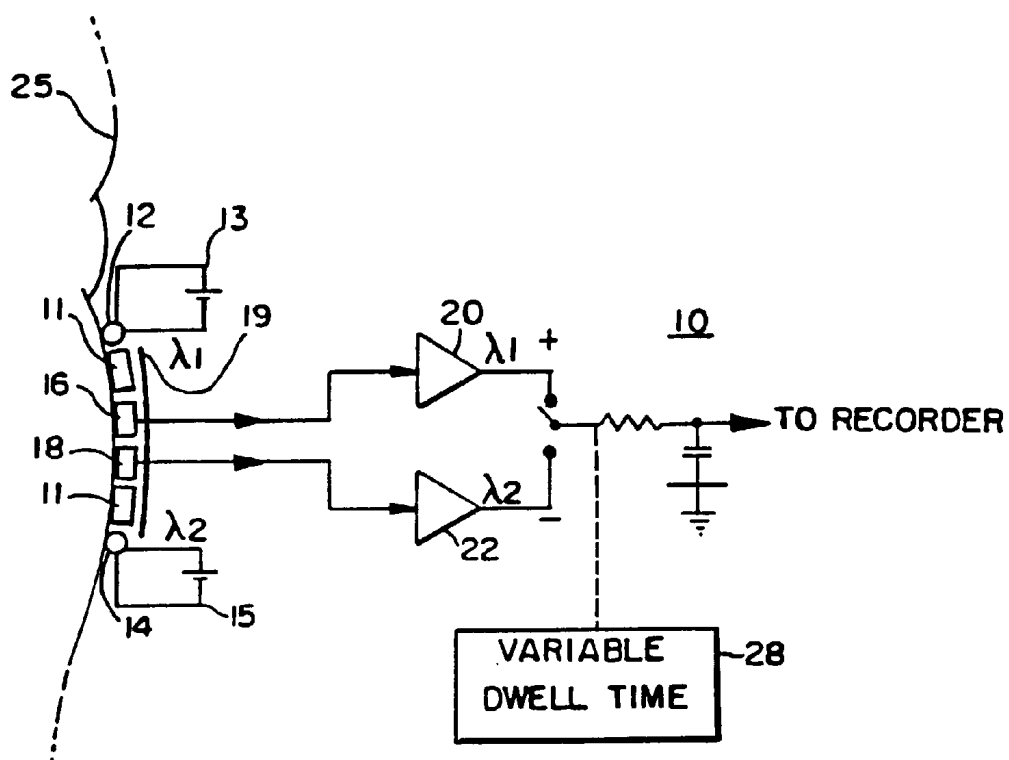 25
12
13
11
λ1
19
16
18
11
λ2
14
15
20
λ1
+
10
TO RECORDER
λ2
−
22
VARIABLE
DWELL TIME
28